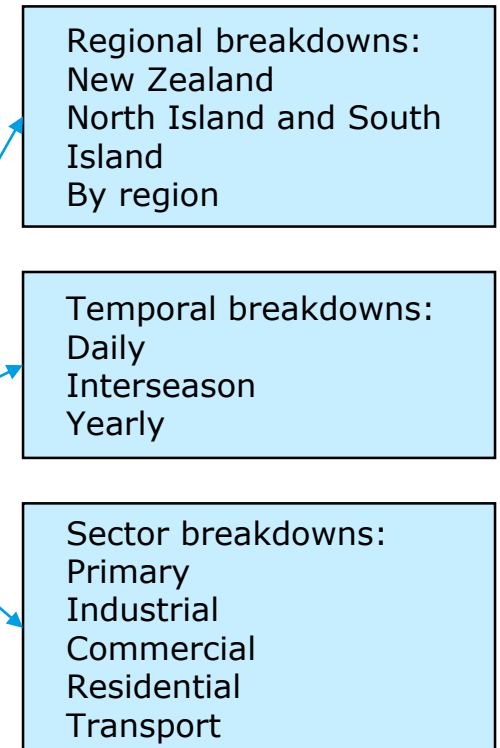 Regional breakdowns:
New Zealand
North Island and South
Island
By region
Temporal breakdowns:
Daily
Interseason
Yearly
Sector breakdowns:
Primary
Industrial
Commercial
Residential
Transport